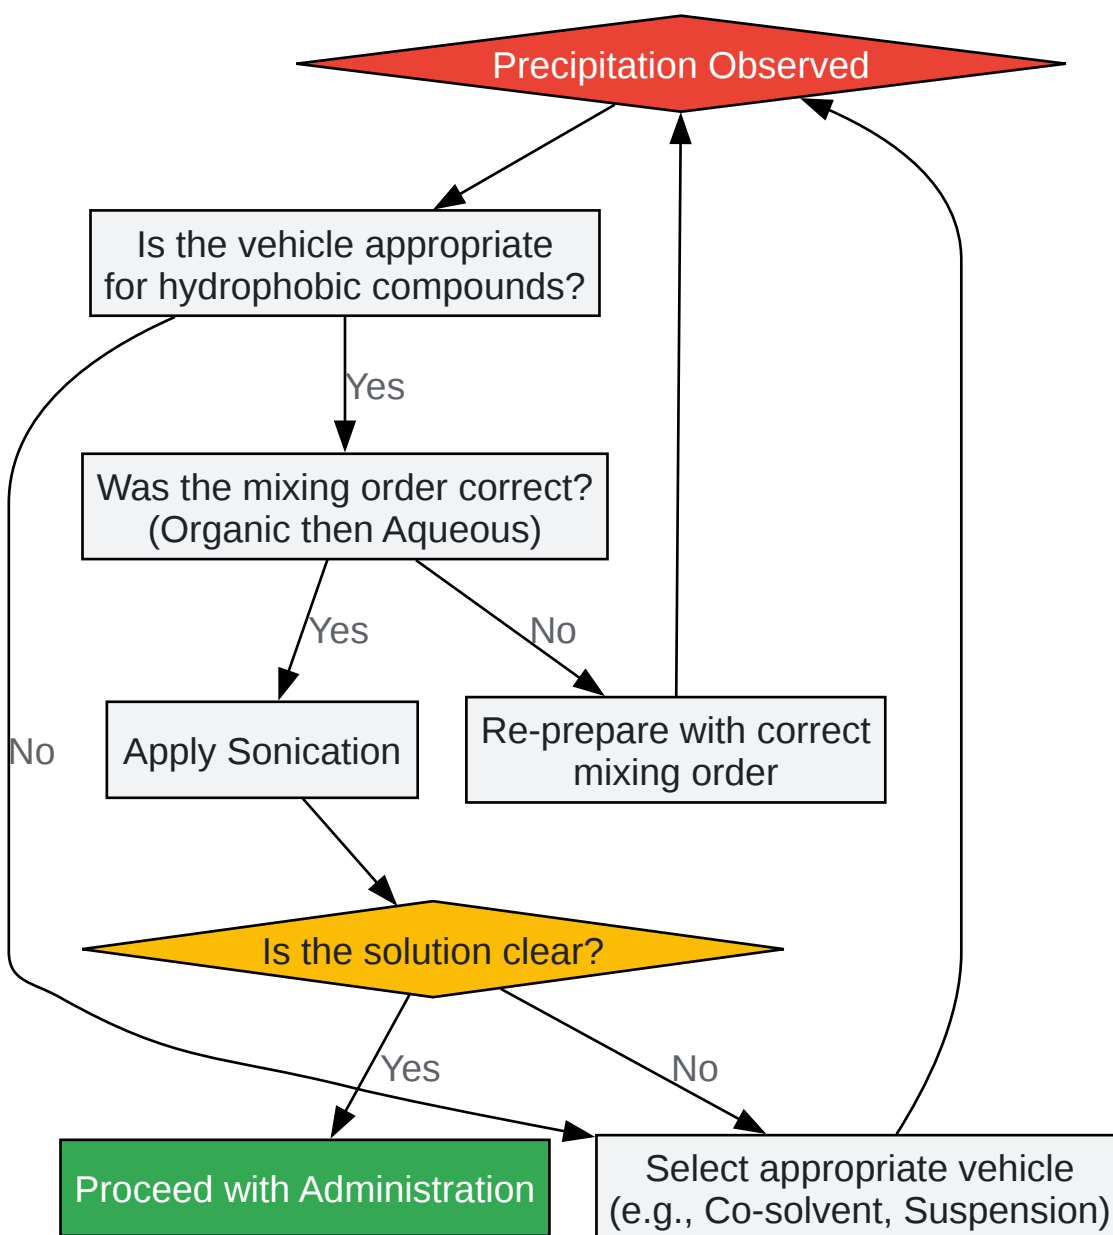 Precipitation Observed
Is the vehicle appropriate
for hydrophobic compounds?
Yes
Was the mixing order correct?
(Organic then Aqueous)
Yes
No
Re-prepare with correct
mixing order
Apply Sonication
No
Is the solution clear?
Yes
No
Proceed with Administration
Select appropriate vehicle
(e.g., Co-solvent, Suspension)